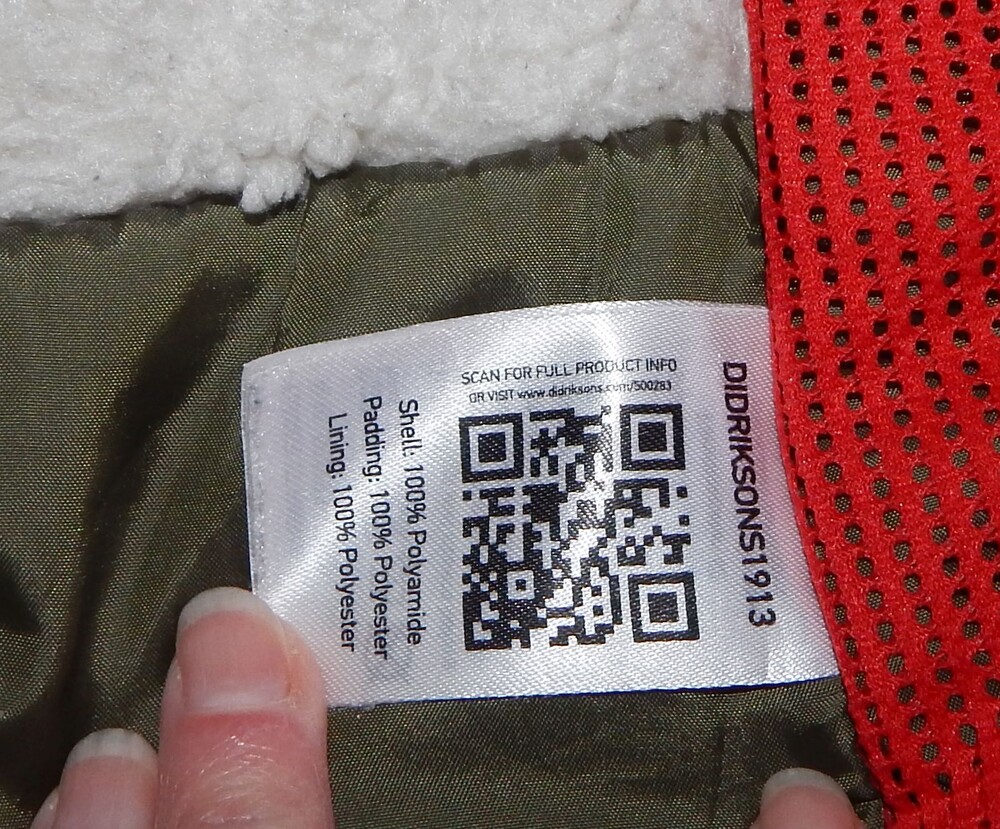 SCAN FOR FULL PRODUCT INFO
OR VISIT www.didriksons.com/500283
DIDRIKSONS1913
Shell: 100% Polyamide
Padding: 100% Polyester
Lining: 100% Polyester